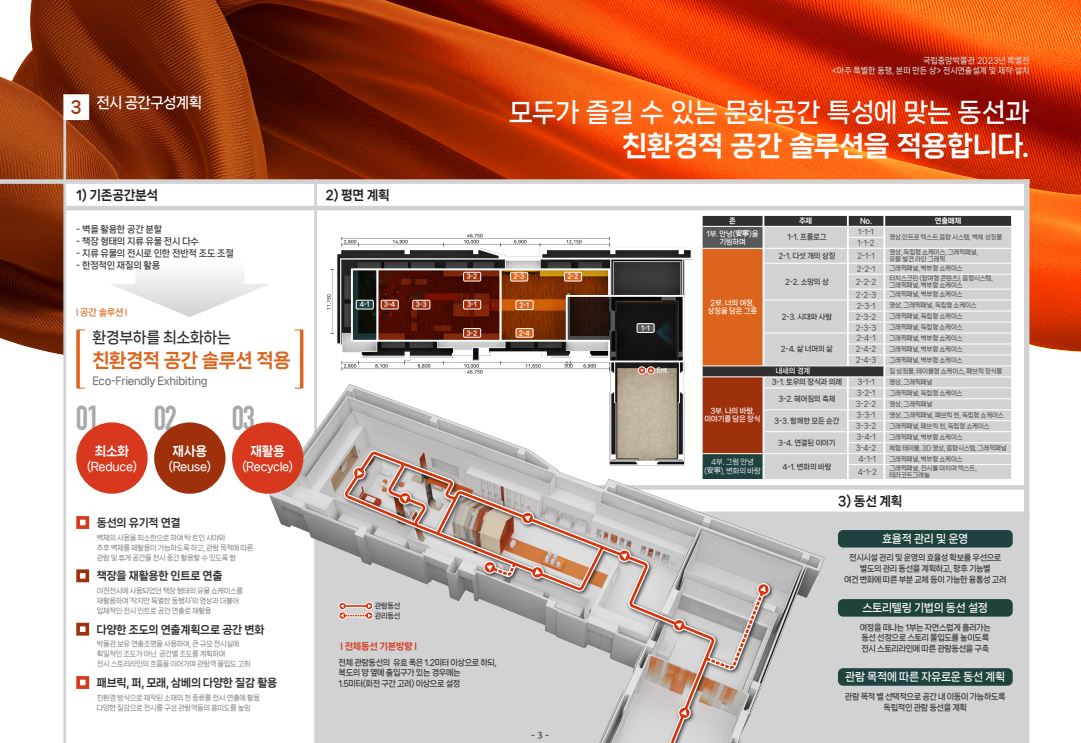 국립중앙박물관 2023년 특별전
<마주 특별한 동행, 본떠 만든 상> 전시연출설계 및 제작 설치
3 전시 공간구성계획
모두가 즐길 수 있는 문화공간 특성에 맞는 동선과
친환경적 공간 솔루션을 적용합니다.
1) 기존공간분석
- 벽을 활용한 공간 분할
- 책장 형태의 지류 유물 전시 다수
- 지류 유물의 전시로 인한 전반적 조도 조절
- 한정적인 재질의 활용
| 공간 솔루션 |
환경부하를 최소화하는
친환경적 공간 솔루션 적용
Eco-Friendly Exhibiting
01 02 03
최소화 재사용 재활용
(Reduce) (Reuse) (Recycle)
동선의 유기적 연결
벽체의 사용을 최소한으로 하여 탁 트인 시야와
추후 벽체를 재활용이 가능하도록 하고, 관람 목적에 따른
관람 및 휴게 공간을 전시 중간 활용할 수 있도록 함
책장을 재활용한 인트로 연출
이전전시에 사용되었던 책장 형태의 유물 쇼케이스를
재활용하여 '작지만 특별한 동행자'의 영상과 더불어
입체적인 전시 인트로 공간 연출로 재활용
다양한 조도의 연출계획으로 공간 변화
박물관 보유 연출조명을 사용하여, 큰 규모 전시실에
획일적인 조도가 아닌 공간별 조도를 계획하여
전시 스토리라인의 흐름을 이어가며 관람객 몰입도 고취
패브릭, 퍼, 모래, 삼베의 다양한 질감 활용
친환경 방식으로 제작된 소재의 전 종류를 전시 연출에 활용
다양한 질감으로 전시를 구성 관람객들의 흥미도를 높임
2) 평면 계획
46,750
2,800 14,900 10,000 6,900 12,150
11,150
3-2 2-3 2-2
4-1 3-4 3-3 3-1 2-1 1-1
3-2 2-4
2,800 8,100 6,800 10,000 11,650 500 6,900
46,750
Ent.
존 주제 No. 연출매체
1부. 안녕(安寧)을 기원하며 1-1. 프롤로그 1-1-1 영상,인트로 텍스트,음향 시스템, 벽체 상징물
1-1-2
2부. 너의 여정, 상징을 담은 그릇 2-1. 다섯 개의 상징 2-1-1 영상, 독립형 쇼케이스, 그래픽패널, 유물 발견 라인 그래픽
2-2. 소망의 상 2-2-1 그래픽패널, 벽부형 쇼케이스
2-2-2 터치스크린 (참여형 콘텐츠), 음향시스템, 그래픽패널, 벽부형 쇼케이스
2-2-3 그래픽패널, 벽부형 쇼케이스
2-3. 시대와 사람 2-3-1 영상, 그래픽패널, 독립형 쇼케이스
2-3-2 그래픽패널, 독립형 쇼케이스
2-3-3 그래픽패널, 독립형 쇼케이스
2-4. 삶 너머의 삶 2-4-1 그래픽패널, 벽부형 쇼케이스
2-4-2 그래픽패널, 벽부형 쇼케이스
2-4-3 그래픽패널, 벽부형 쇼케이스
내세의 경계 집 상징물, 테이블형 쇼케이스, 패브릭 장식물
3부. 나의 바람, 이야기를 담은 장식 3-1. 토우의 장식과 의례 3-1-1 영상, 그래픽패널
3-2. 헤어짐의 축제 3-2-1 그래픽패널, 벽부형 쇼케이스
3-2-2 영상, 그래픽패널
3-3. 함께한 모든 순간 3-3-1 영상, 그래픽패널, 패브릭 천, 독립형 쇼케이스
3-3-2 그래픽패널, 패브릭 천, 독립형 쇼케이스
3-4. 연결된 이야기 3-4-1 그래픽패널, 벽부형 쇼케이스
3-4-2 체험 테이블, 3D 영상, 음향시스템, 그래픽패널
4부. 그럼 안녕(安寧), 변화의 바람 4-1. 변화의 바람 4-1-1 그래픽패널, 벽부형 쇼케이스
4-1-2 그래픽패널, 전시를 마치며 텍스트,
3) 동선 계획
효율적 관리 및 운영
전시시설 관리 및 운영의 효율성 확보를 우선으로
별도의 관리 동선을 계획하고, 향후 기능별
여건 변화에 따른 부분 교체 등이 가능한 융통성 고려
스토리텔링 기법의 동선 설정
여정을 떠나는 1부는 자연스럽게 흘러가는
동선 선정으로 스토리 몰입도를 높이도록
전시 스토리라인에 따른 관람동선을 구축
관람 목적에 따른 자유로운 동선 계획
관람 목적 별 선택적으로 공간 내 이동이 가능하도록
독립적인 관람 동선을 계획
관람동선
관리동선
| 전체동선 기본방향 |
전체 관람동선의 유효 폭은 1.2미터 이상으로 하되,
복도의 양 옆에 출입구가 있는 경우에는
1.5미터(회전 구간 고려) 이상으로 설정
- 3 -